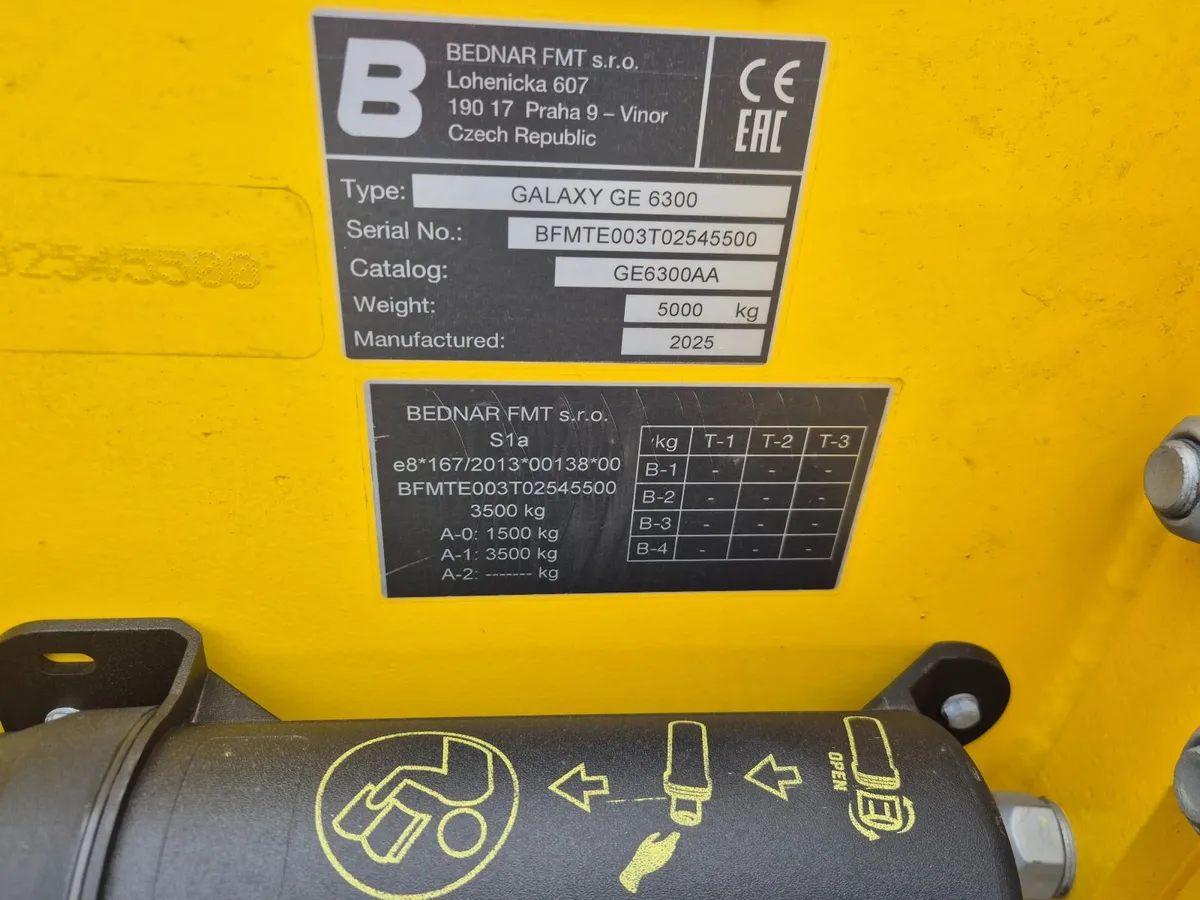 B
BEDNAR FMT s.r.o.
Lohenicka 607
190 17 Praha 9 – Vinor
Czech Republic
CE
EAC
Type: GALAXY GE 6300
Serial No.: BFMTE003T02545500
Catalog: GE6300AA
Weight: 5000 kg
Manufactured: 2025
BEDNAR FMT s.r.o.
S1a
e8*167/2013*00138*00
BFMTE003T02545500
3500 kg
A-0: 1500 kg
A-1: 3500 kg
A-2: ------- kg
kg T-1 T-2 T-3
B-1 - - -
B-2 - - -
B-3 - - -
B-4 - - -
OPEN